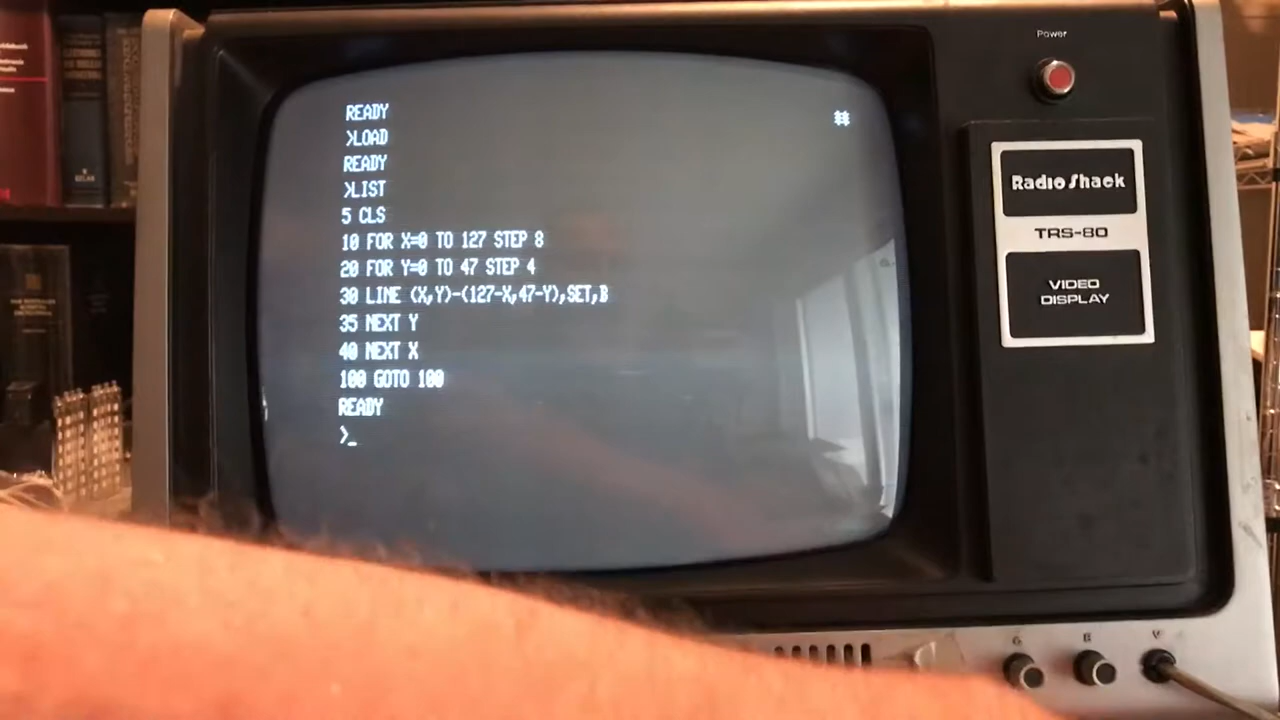 READY
>LOAD
READY
>LIST
5 CLS
10 FOR X=0 TO 127 STEP 8
20 FOR Y=0 TO 47 STEP 4
30 LINE (X,Y)-(127-X,47-Y),SET,B
35 NEXT Y
40 NEXT X
100 GOTO 100
READY
>_
⌗
Power
Radio Shack
TRS-80
VIDEO
DISPLAY
C B V